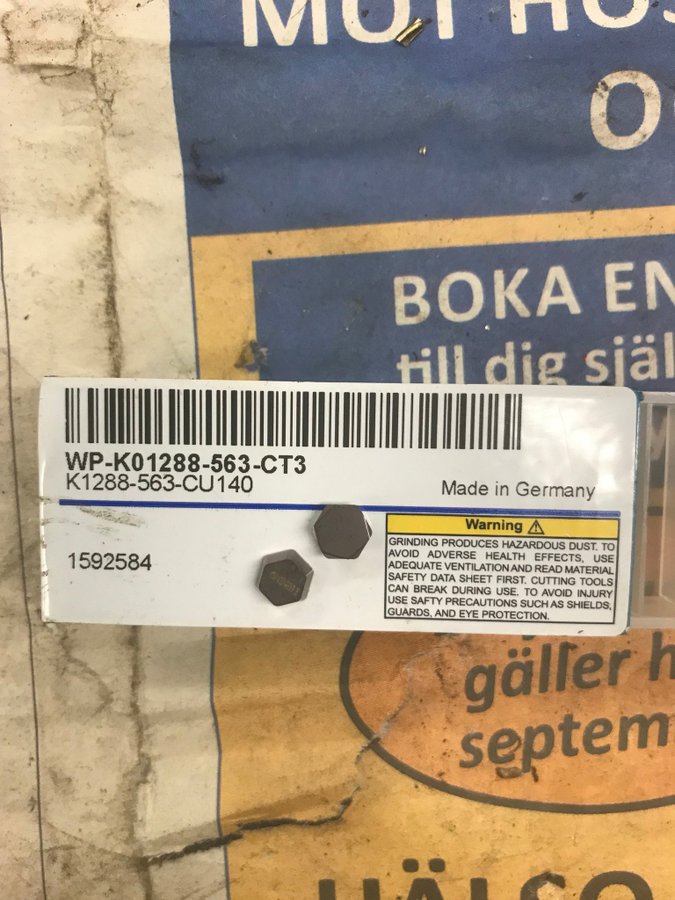 MOT
BOKA EN
till dig själ
WP-K01288-563-CT3
K1288-563-CU140
Made in Germany
1592584
Warning
GRINDING PRODUCES HAZARDOUS DUST. TO
AVOID ADVERSE HEALTH EFFECTS, USE
ADEQUATE VENTILATION AND READ MATERIAL
SAFETY DATA SHEET FIRST. CUTTING TOOLS
CAN BREAK DURING USE. TO AVOID INJURY
USE SAFTY PRECAUTIONS SUCH AS SHIELDS,
GUARDS, AND EYE PROTECTION.
gäller h
septem
HÄLSO